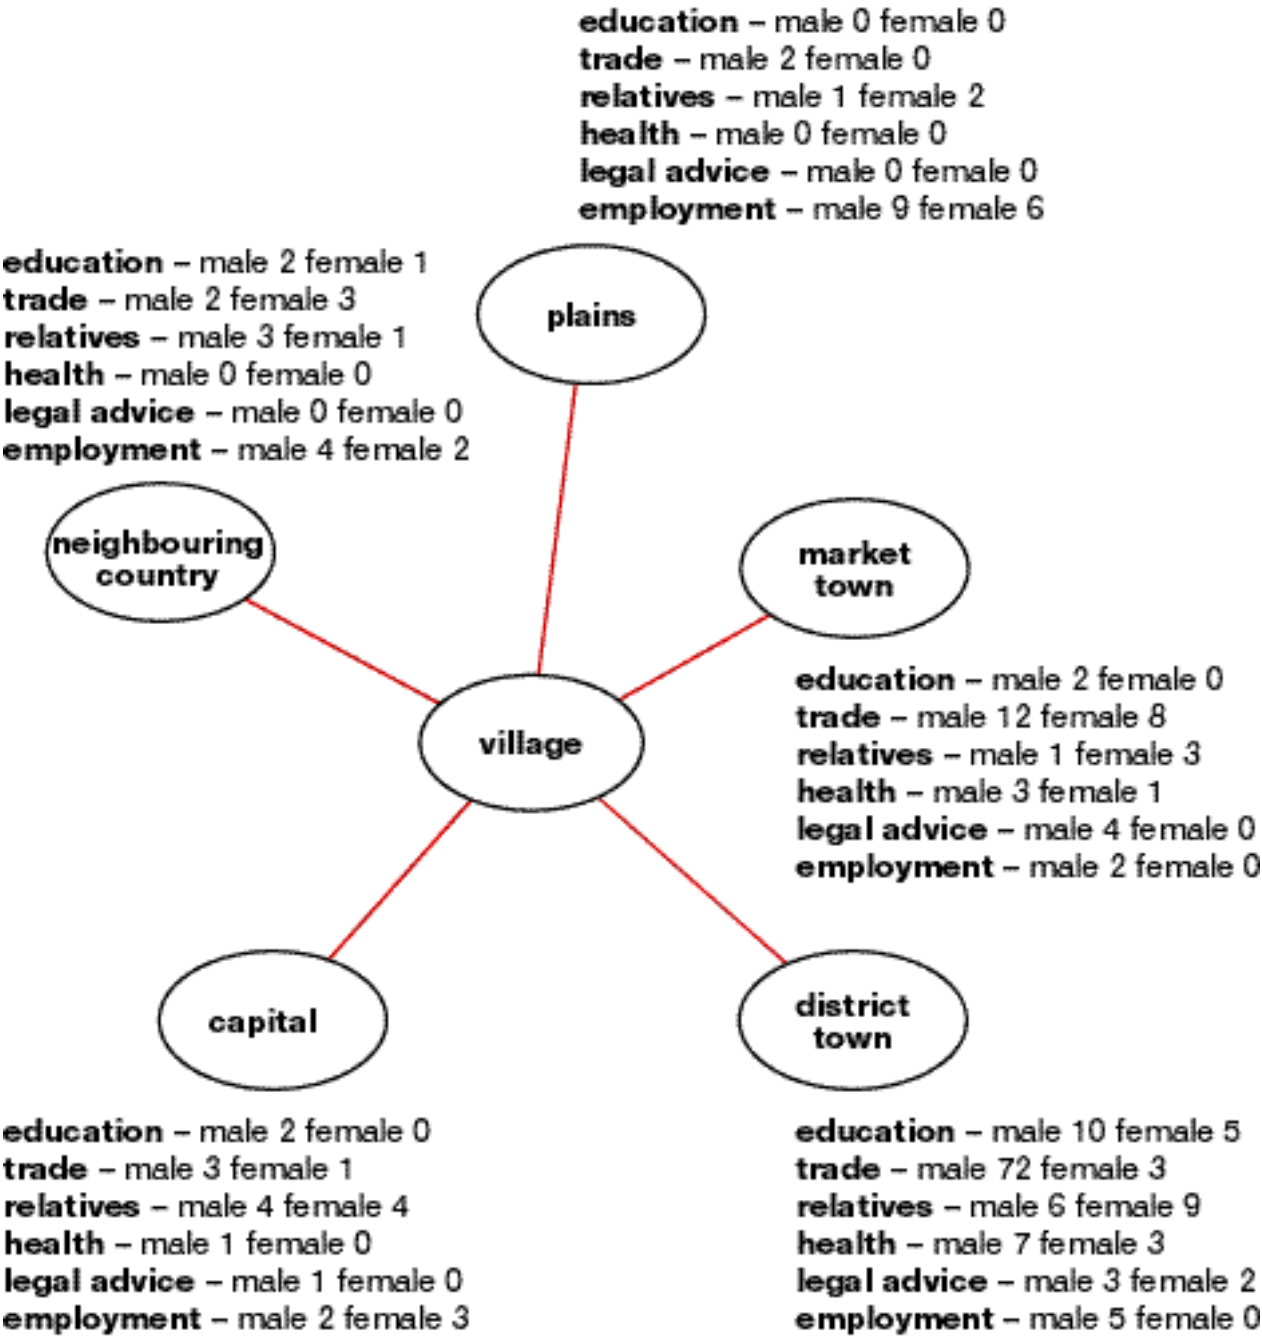 education – male 0 female 0
trade – male 2 female 0
relatives – male 1 female 2
health – male 0 female 0
legal advice – male 0 female 0
employment – male 9 female 6
plains
education – male 2 female 1
trade – male 2 female 3
relatives – male 3 female 1
health – male 0 female 0
legal advice – male 0 female 0
employment – male 4 female 2
neighbouring
country
market
town
education – male 2 female 0
trade – male 12 female 8
relatives – male 1 female 3
health – male 3 female 1
legal advice – male 4 female 0
employment – male 2 female 0
village
capital
education – male 2 female 0
trade – male 3 female 1
relatives – male 4 female 4
health – male 1 female 0
legal advice – male 1 female 0
employment – male 2 female 3
district
town
education – male 10 female 5
trade – male 72 female 3
relatives – male 6 female 9
health – male 7 female 3
legal advice – male 3 female 2
employment – male 5 female 0